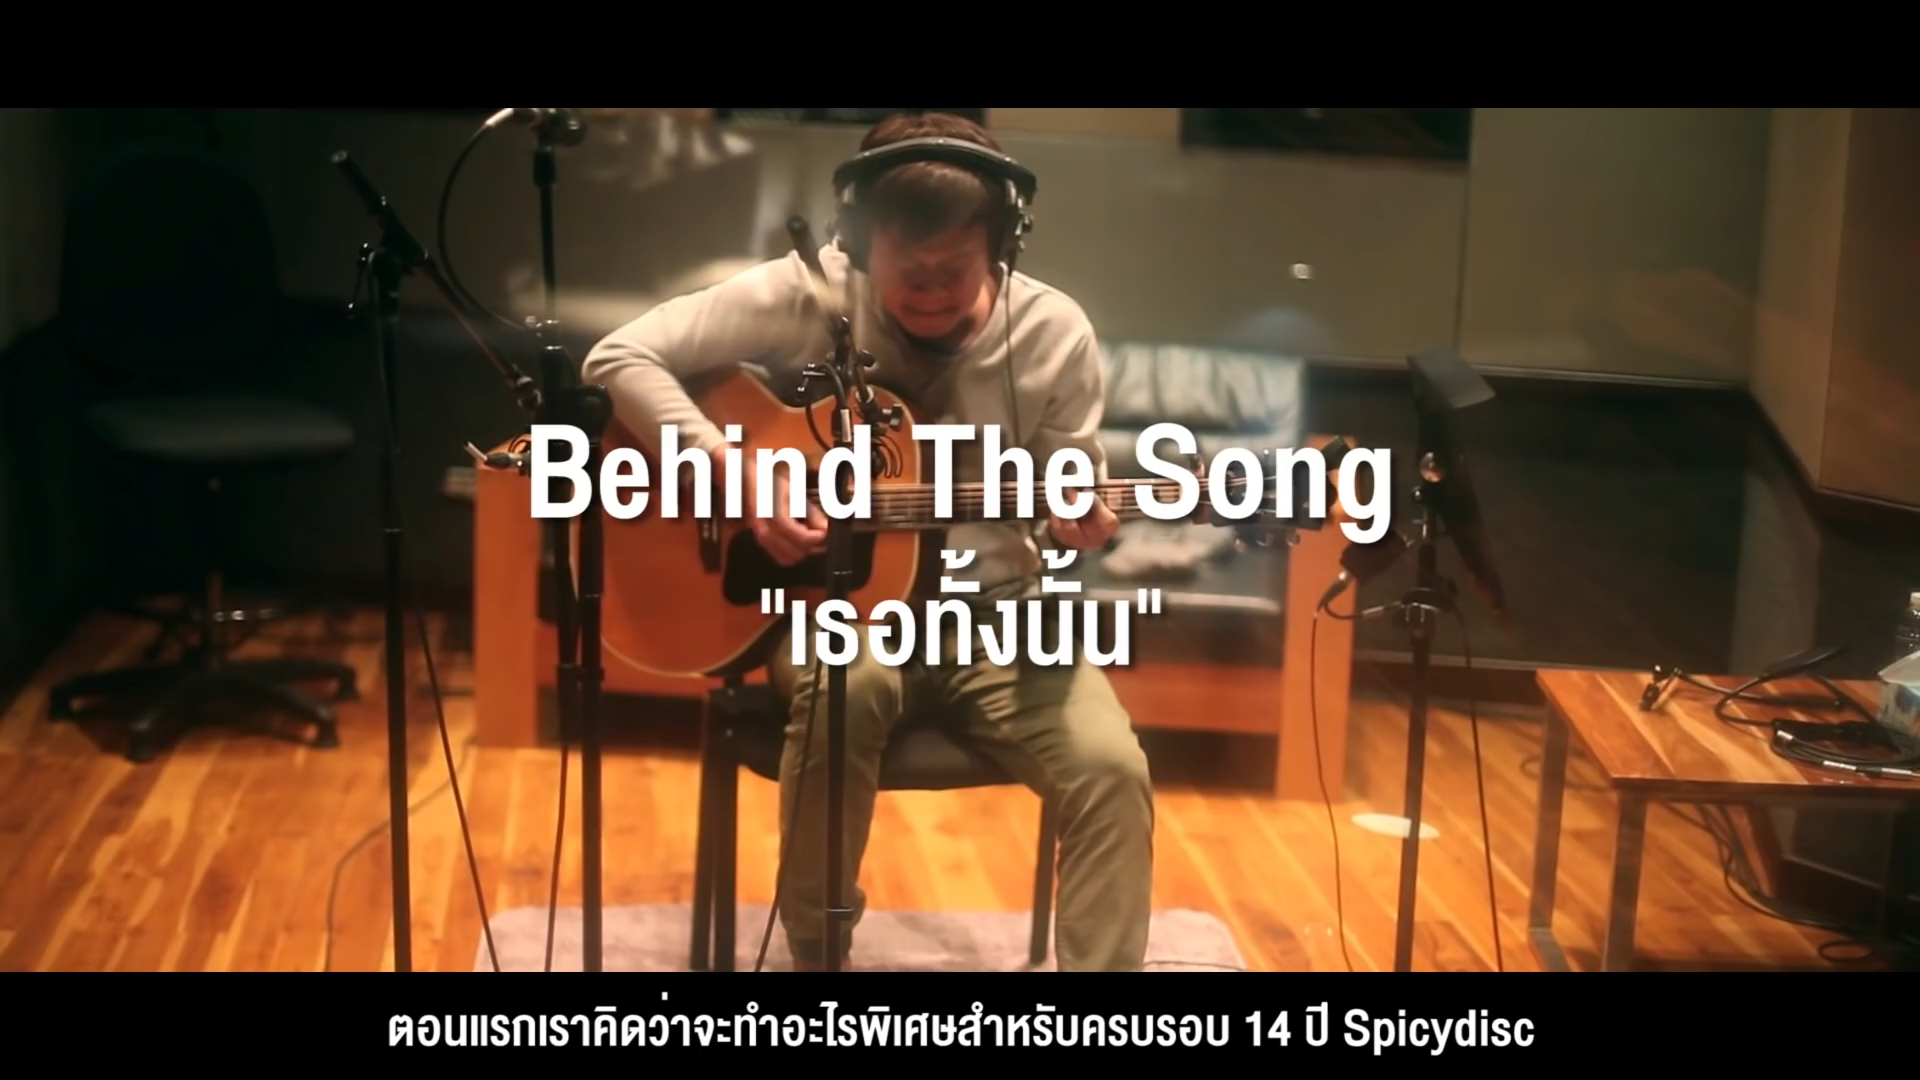 Behind The Song
"เธอทั้งนั้น"
ตอนแรกเราคิดว่าจะทำอะไรพิเศษสำหรับครบรอบ 14 ปี Spicydisc